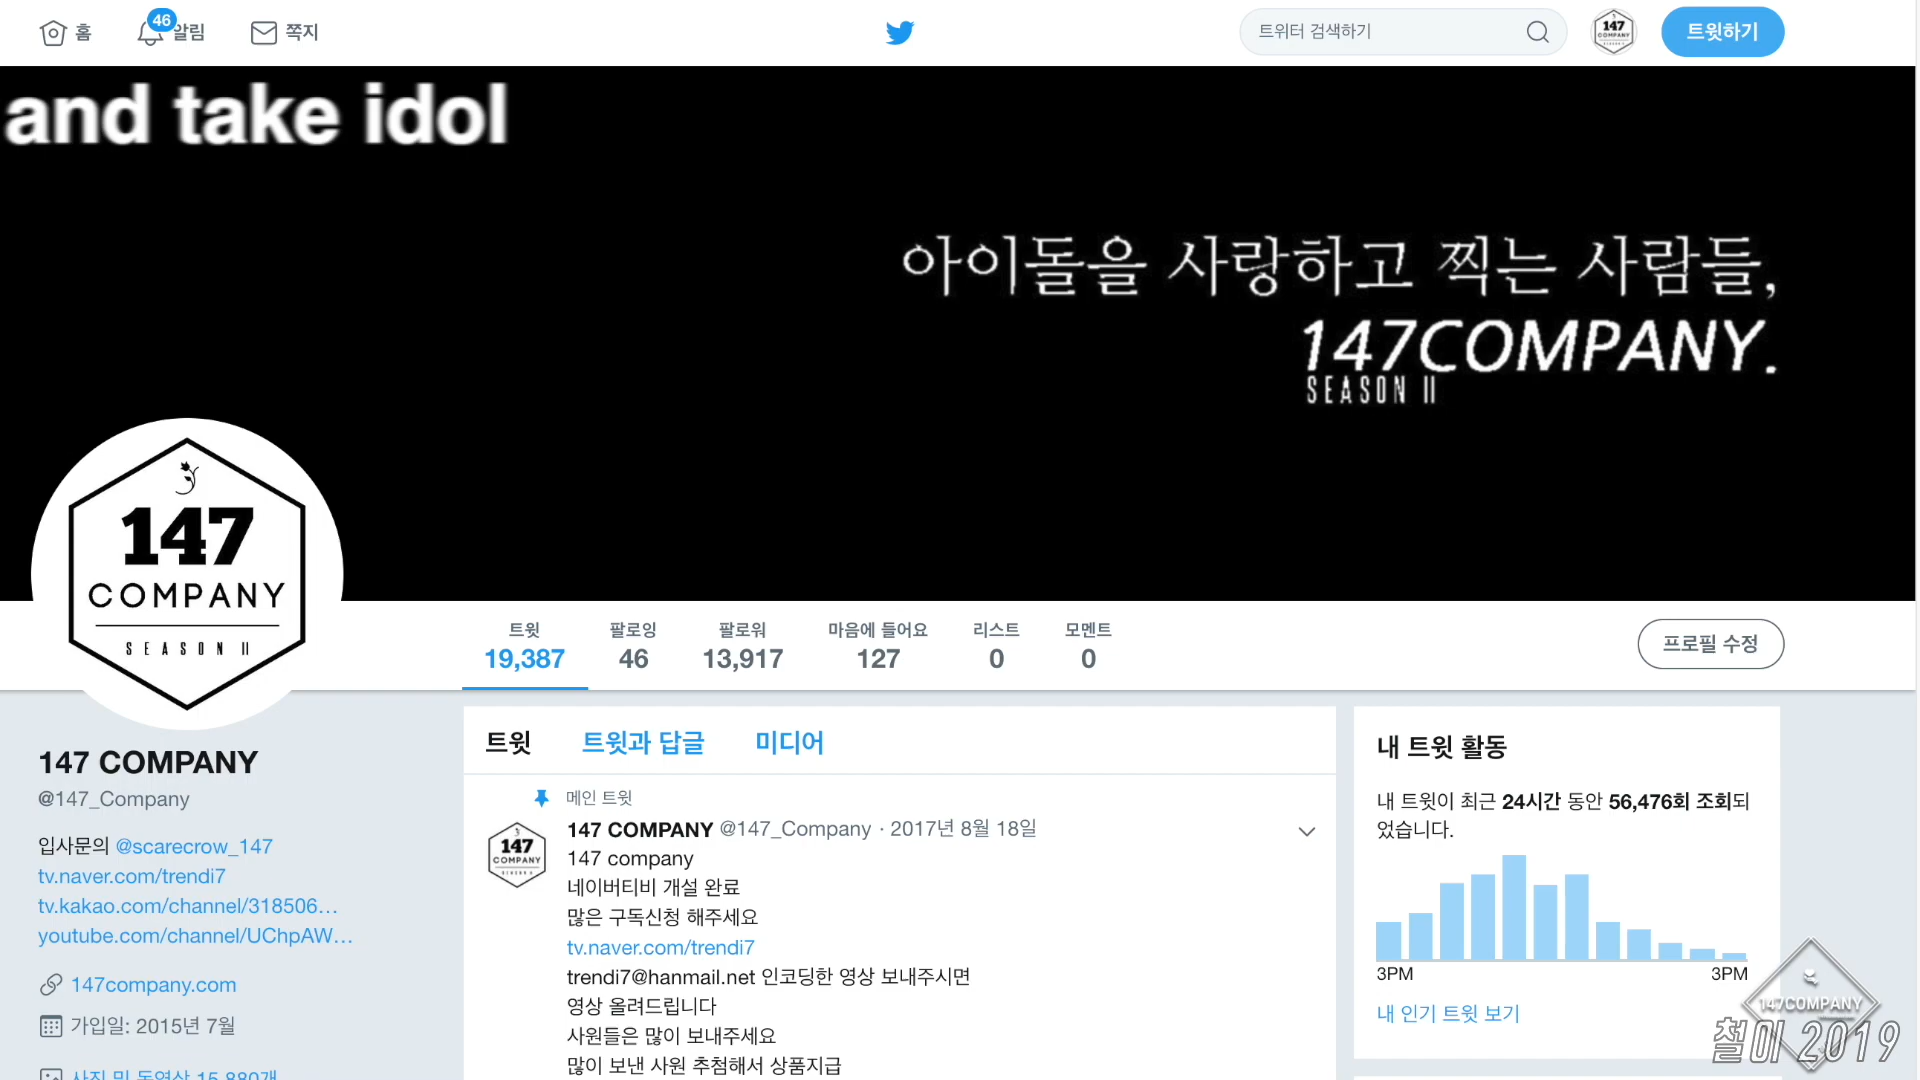 홈
46
알림
쪽지
트위터 검색하기
147
COMPANY
트윗하기
and take idol
아이돌을 사랑하고 찍는 사람들,
147COMPANY.
SEASON II
147
COMPANY
SEASON II
트윗
19,387
팔로잉
46
팔로워
13,917
마음에 들어요
127
리스트
0
모멘트
0
프로필 수정
147 COMPANY
@147_Company
입사문의 @scarecrow_147
tv.naver.com/trendi7
tv.kakao.com/channel/318506…
youtube.com/channel/UChpAW…
147company.com
가입일: 2015년 7월
사진 및 동영상 15,880개
트윗
트윗과 답글
미디어
메인 트윗
147
COMPANY
SEASON II
147 COMPANY @147_Company · 2017년 8월 18일
147 company
네이버티비 개설 완료
많은 구독신청 해주세요
tv.naver.com/trendi7
trendi7@hanmail.net 인코딩한 영상 보내주시면
영상 올려드립니다
사원들은 많이 보내주세요
많이 보낸 사원 추첨해서 상품지급
내 트윗 활동
내 트윗이 최근 24시간 동안 56,476회 조회되
었습니다.
3PM
3PM
내 인기 트윗 보기
147COMPANY
철이 2019